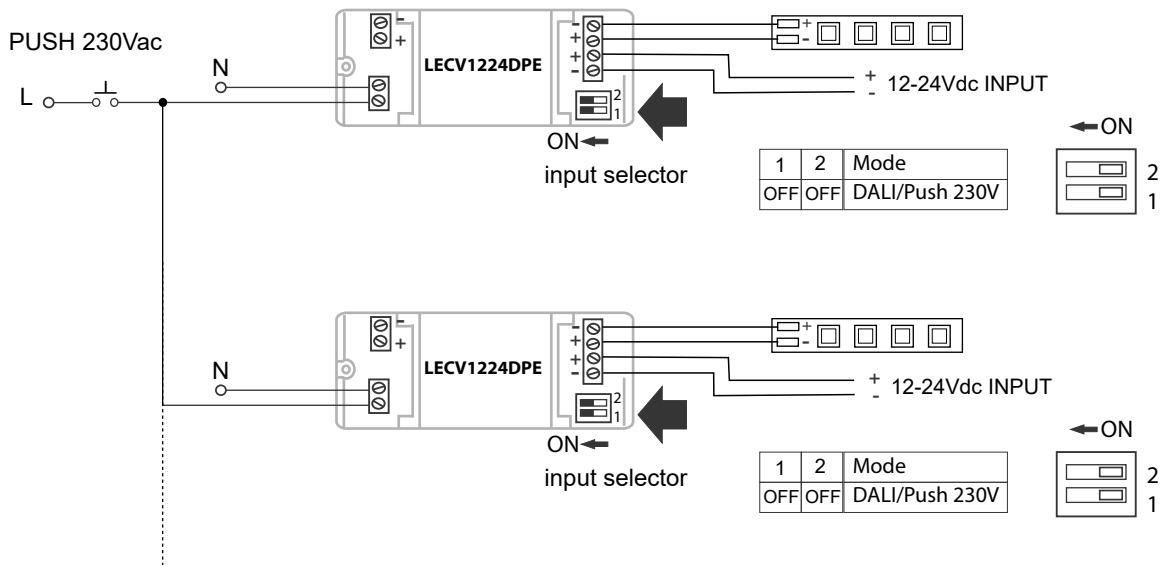 PUSH 230Vac
L
N
- +
LECV1224DPE
- + + -
+ -
+ 12-24Vdc INPUT
-
2
1
ON
input selector
1 2 Mode
OFF OFF DALI/Push 230V
ON
2
1
N
- +
LECV1224DPE
- + + -
+ -
+ 12-24Vdc INPUT
-
2
1
ON
input selector
1 2 Mode
OFF OFF DALI/Push 230V
ON
2
1